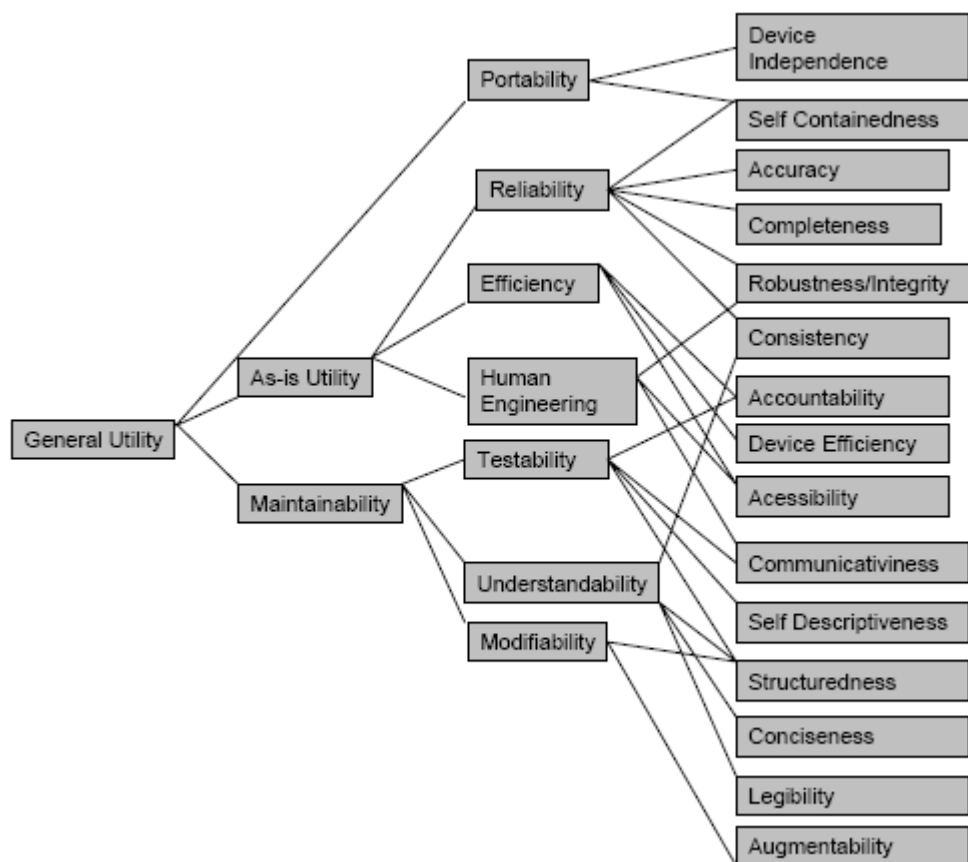 General Utility
As-is Utility
Maintainability
Portability
Reliability
Efficiency
Human
Engineering
Testability
Understandability
Modifiability
Device
Independence
Self Containedness
Accuracy
Completeness
Robustness/Integrity
Consistency
Accountability
Device Efficiency
Acessibility
Communicativiness
Self Descriptiveness
Structuredness
Conciseness
Legibility
Augmentability